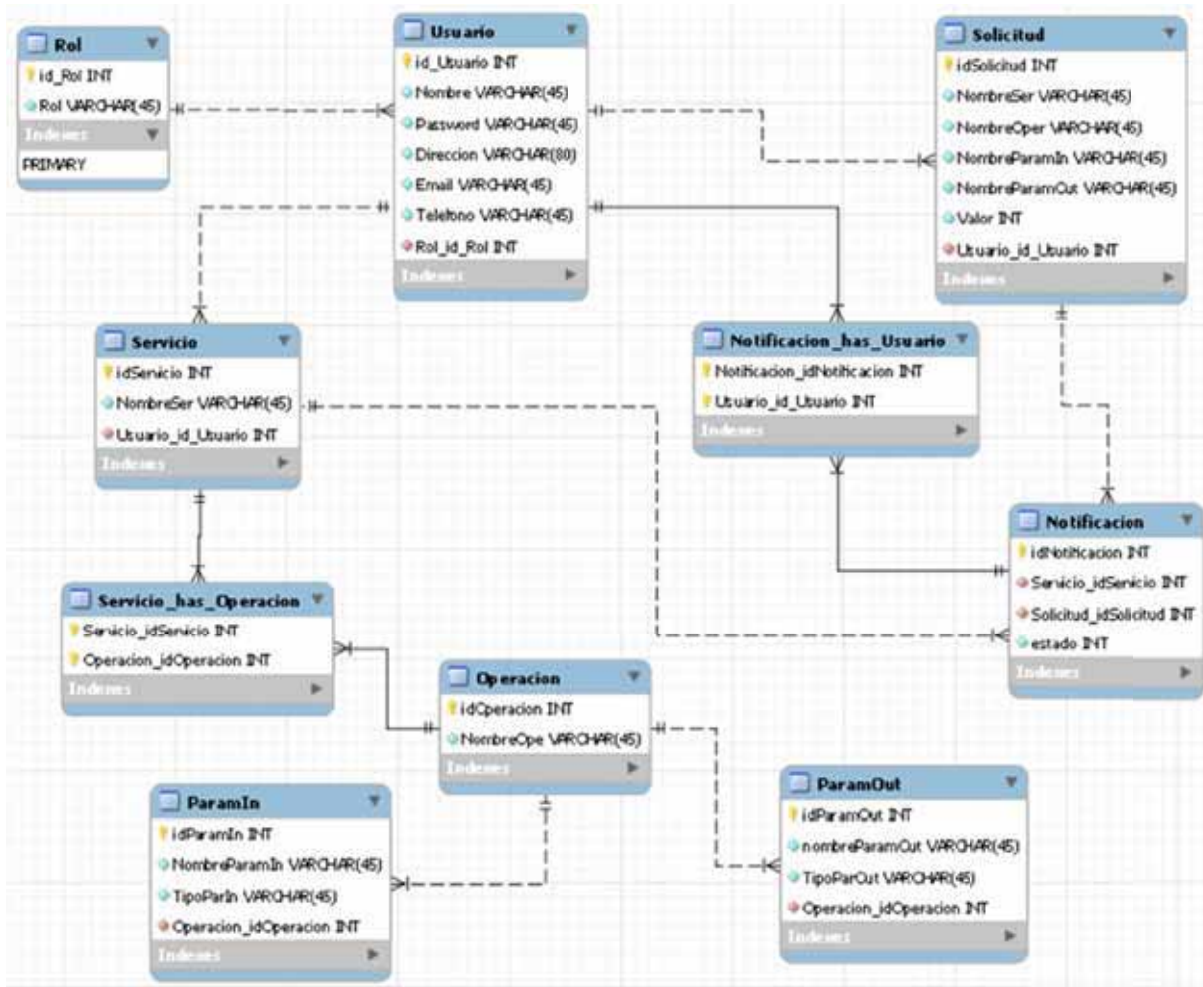 Rol
id_Rol INT
Rol VARCHAR(45)
Indexes
PRIMARY
Usuario
id_Usuario INT
Nombre VARCHAR(45)
Password VARCHAR(45)
Direccion VARCHAR(80)
Email VARCHAR(45)
Telefono VARCHAR(45)
Rol_id_Rol INT
Indexes
Solicitud
idSolicitud INT
NombreSer VARCHAR(45)
NombreOper VARCHAR(45)
NombreParamIn VARCHAR(45)
NombreParamOut VARCHAR(45)
Valor INT
Usuario_id_Usuario INT
Indexes
Servicio
idServicio INT
NombreSer VARCHAR(45)
Usuario_id_Usuario INT
Indexes
Notificacion_has_Usuario
Notificacion_idNotificacion INT
Usuario_id_Usuario INT
Indexes
Notificacion
idNotificacion INT
Servicio_idServicio INT
Solicitud_idSolicitud INT
estado INT
Indexes
Servicio_has_Operacion
Servicio_idServicio INT
Operacion_idOperacion INT
Indexes
Operacion
idOperacion INT
NombreOpe VARCHAR(45)
Indexes
ParamIn
idParamIn INT
NombreParamIn VARCHAR(45)
TipoParIn VARCHAR(45)
Operacion_idOperacion INT
Indexes
ParamOut
idParamOut INT
nombreParamOut VARCHAR(45)
TipoParOut VARCHAR(45)
Operacion_idOperacion INT
Indexes